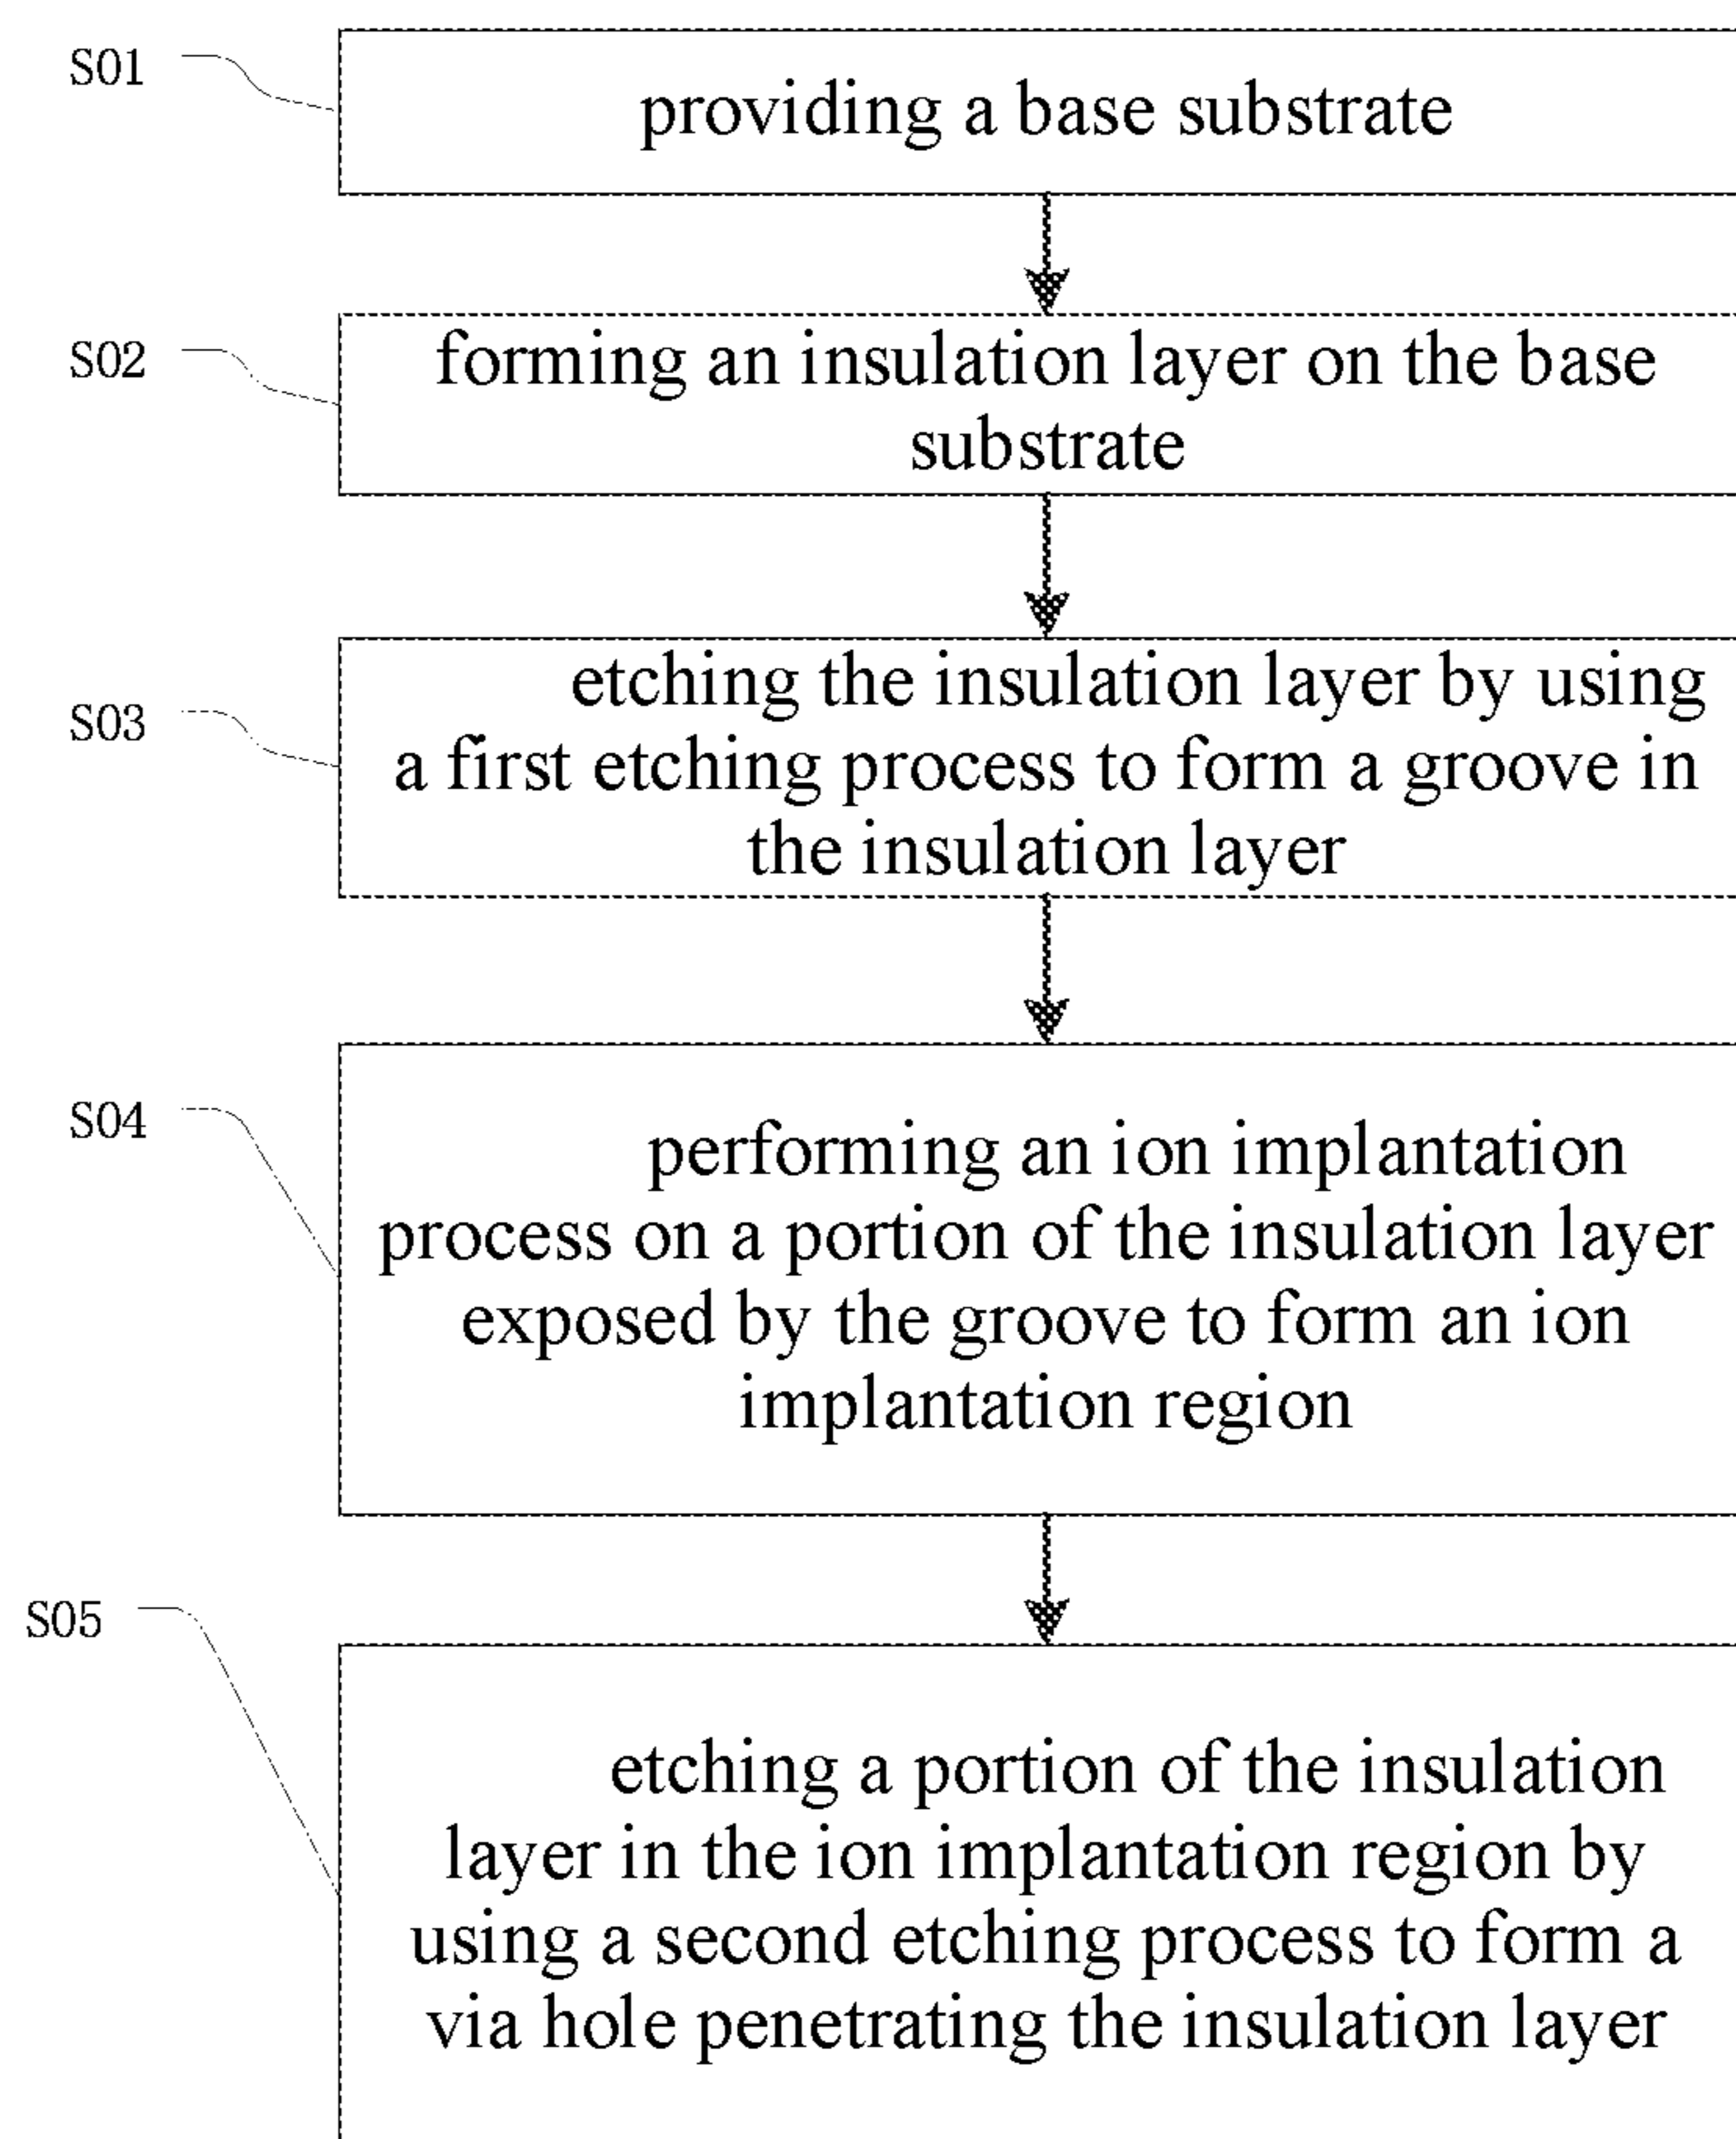 S01
providing a base substrate
S02
forming an insulation layer on the base
substrate
S03
etching the insulation layer by using
a first etching process to form a groove in
the insulation layer
S04
performing an ion implantation
process on a portion of the insulation layer
exposed by the groove to form an ion
implantation region
S05
etching a portion of the insulation
layer in the ion implantation region by
using a second etching process to form a
via hole penetrating the insulation layer